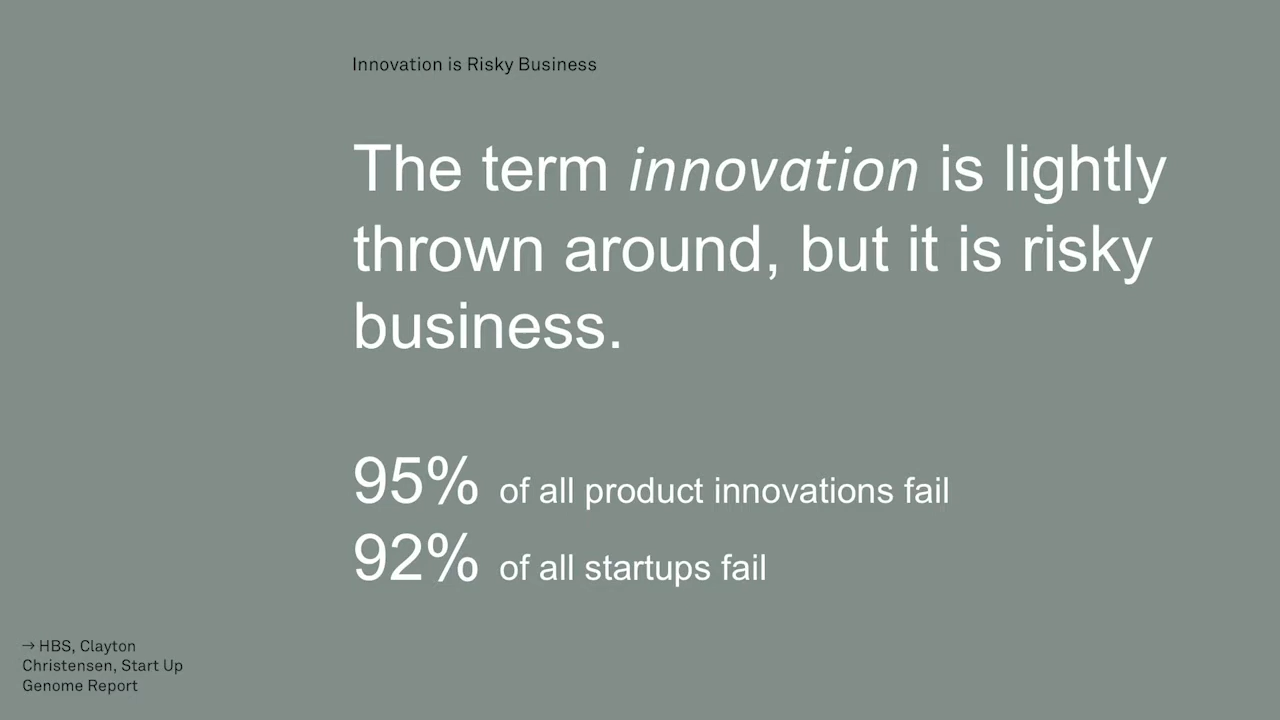 Innovation is Risky Business
The term innovation is lightly
thrown around, but it is risky
business.
95% of all product innovations fail
92% of all startups fail
→ HBS, Clayton
Christensen, Start Up
Genome Report